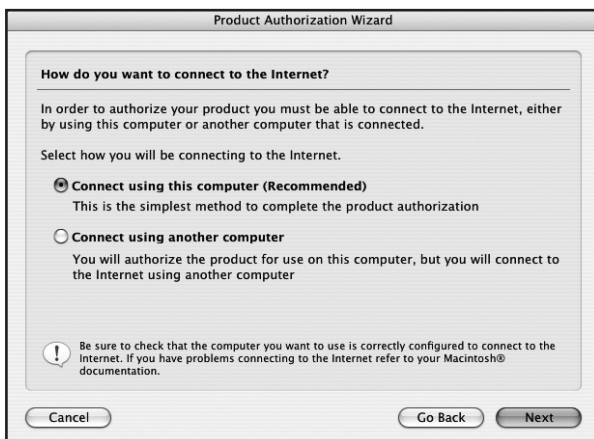 Product Authorization Wizard
How do you want to connect to the Internet?
In order to authorize your product you must be able to connect to the Internet, either
by using this computer or another computer that is connected.
Select how you will be connecting to the Internet.
Connect using this computer (Recommended)
This is the simplest method to complete the product authorization
Connect using another computer
You will authorize the product for use on this computer, but you will connect to
the Internet using another computer
Be sure to check that the computer you want to use is correctly configured to connect to the
Internet. If you have problems connecting to the Internet refer to your Macintosh®
documentation.
Cancel
Go Back
Next